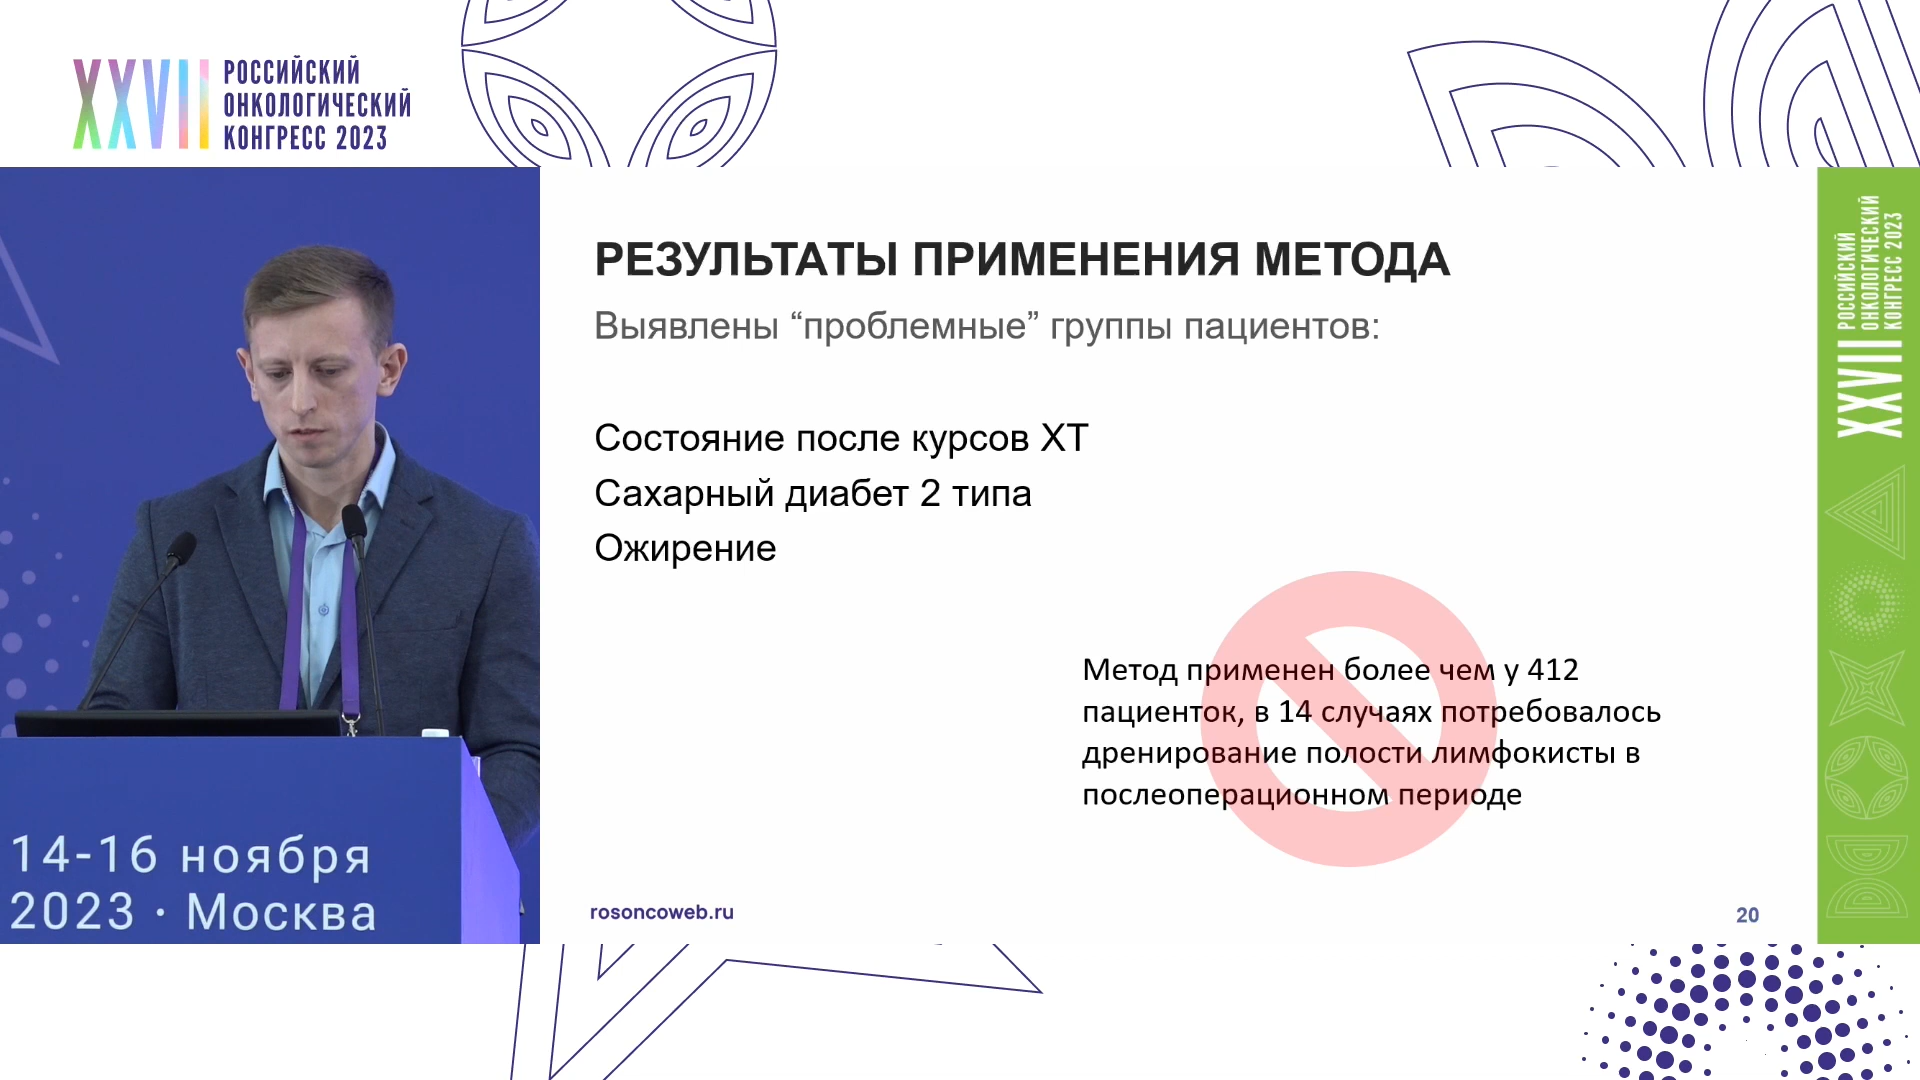 XXVII
РОССИЙСКИЙ
ОНКОЛОГИЧЕСКИЙ
КОНГРЕСС 2023
РЕЗУЛЬТАТЫ ПРИМЕНЕНИЯ МЕТОДА
Выявлены “проблемные” группы пациентов:
Состояние после курсов ХТ
Сахарный диабет 2 типа
Ожирение
Метод применен более чем у 412
пациенток, в 14 случаях потребовалось
дренирование полости лимфокисты в
послеоперационном периоде
rosoncoweb.ru
20
14-16 ноября
2023 · Москва
XXVII
РОССИЙСКИЙ
ОНКОЛОГИЧЕСКИЙ
КОНГРЕСС 2023